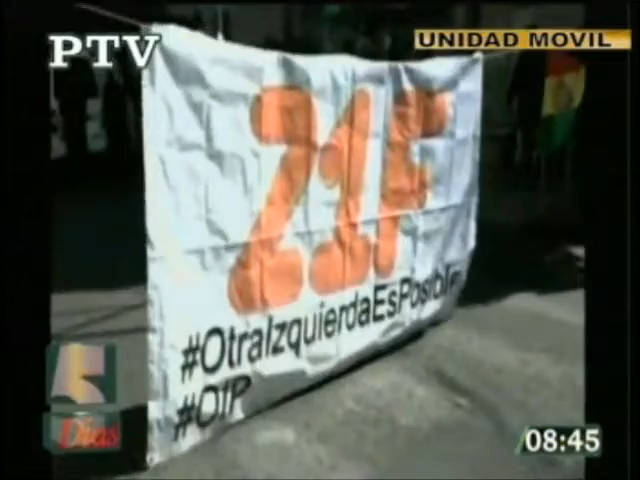 PTV
UNIDAD MOVIL
21F
#OtraIzquierdaEsPosible
#OIP
5
Días
08:45